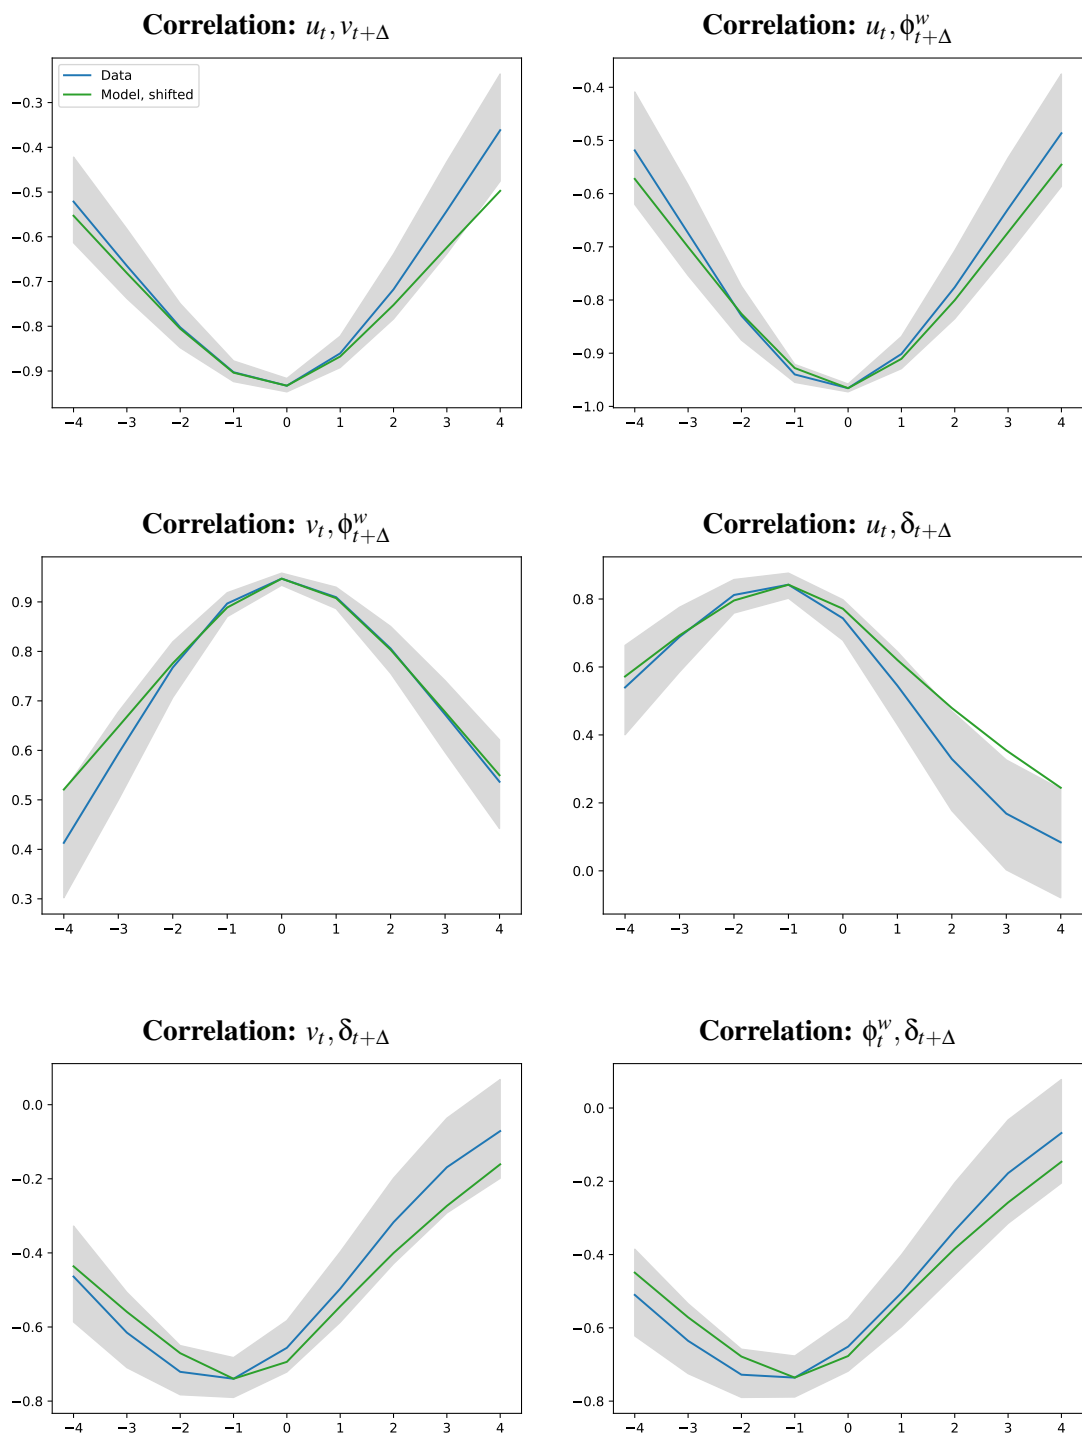 Correlation: u_t, v_{t+Δ}
Correlation: u_t, ϕ^w_{t+Δ}
Data
Model, shifted
−0.3
−0.4
−0.5
−0.6
−0.7
−0.8
−0.9
−4 −3 −2 −1 0 1 2 3 4
−0.4
−0.5
−0.6
−0.7
−0.8
−0.9
−1.0
−4 −3 −2 −1 0 1 2 3 4
Correlation: v_t, ϕ^w_{t+Δ}
Correlation: u_t, δ_{t+Δ}
0.9
0.8
0.7
0.6
0.5
0.4
0.3
−4 −3 −2 −1 0 1 2 3 4
0.8
0.6
0.4
0.2
0.0
−4 −3 −2 −1 0 1 2 3 4
Correlation: v_t, δ_{t+Δ}
Correlation: ϕ^w_t, δ_{t+Δ}
0.0
−0.2
−0.4
−0.6
−0.8
−4 −3 −2 −1 0 1 2 3 4
0.0
−0.2
−0.4
−0.6
−0.8
−4 −3 −2 −1 0 1 2 3 4